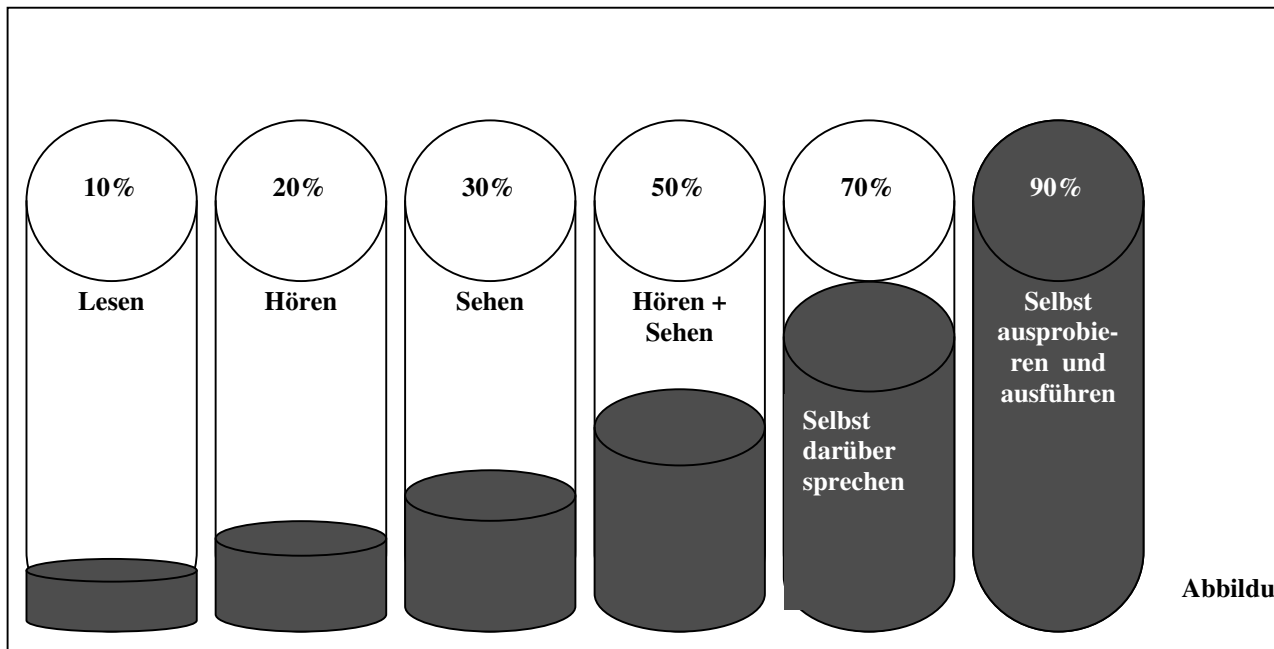 10%
20%
30%
50%
70%
90%
Lesen
Hören
Sehen
Hören +
Sehen
Selbst
darüber
sprechen
Selbst
ausprobie-
ren und
ausführen
Abbildu